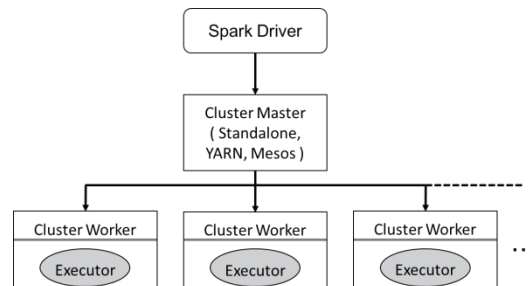 Spark Driver
Cluster Master
( Standalone,
YARN, Mesos )
Cluster Worker
Cluster Worker
Cluster Worker
Executor
Executor
Executor